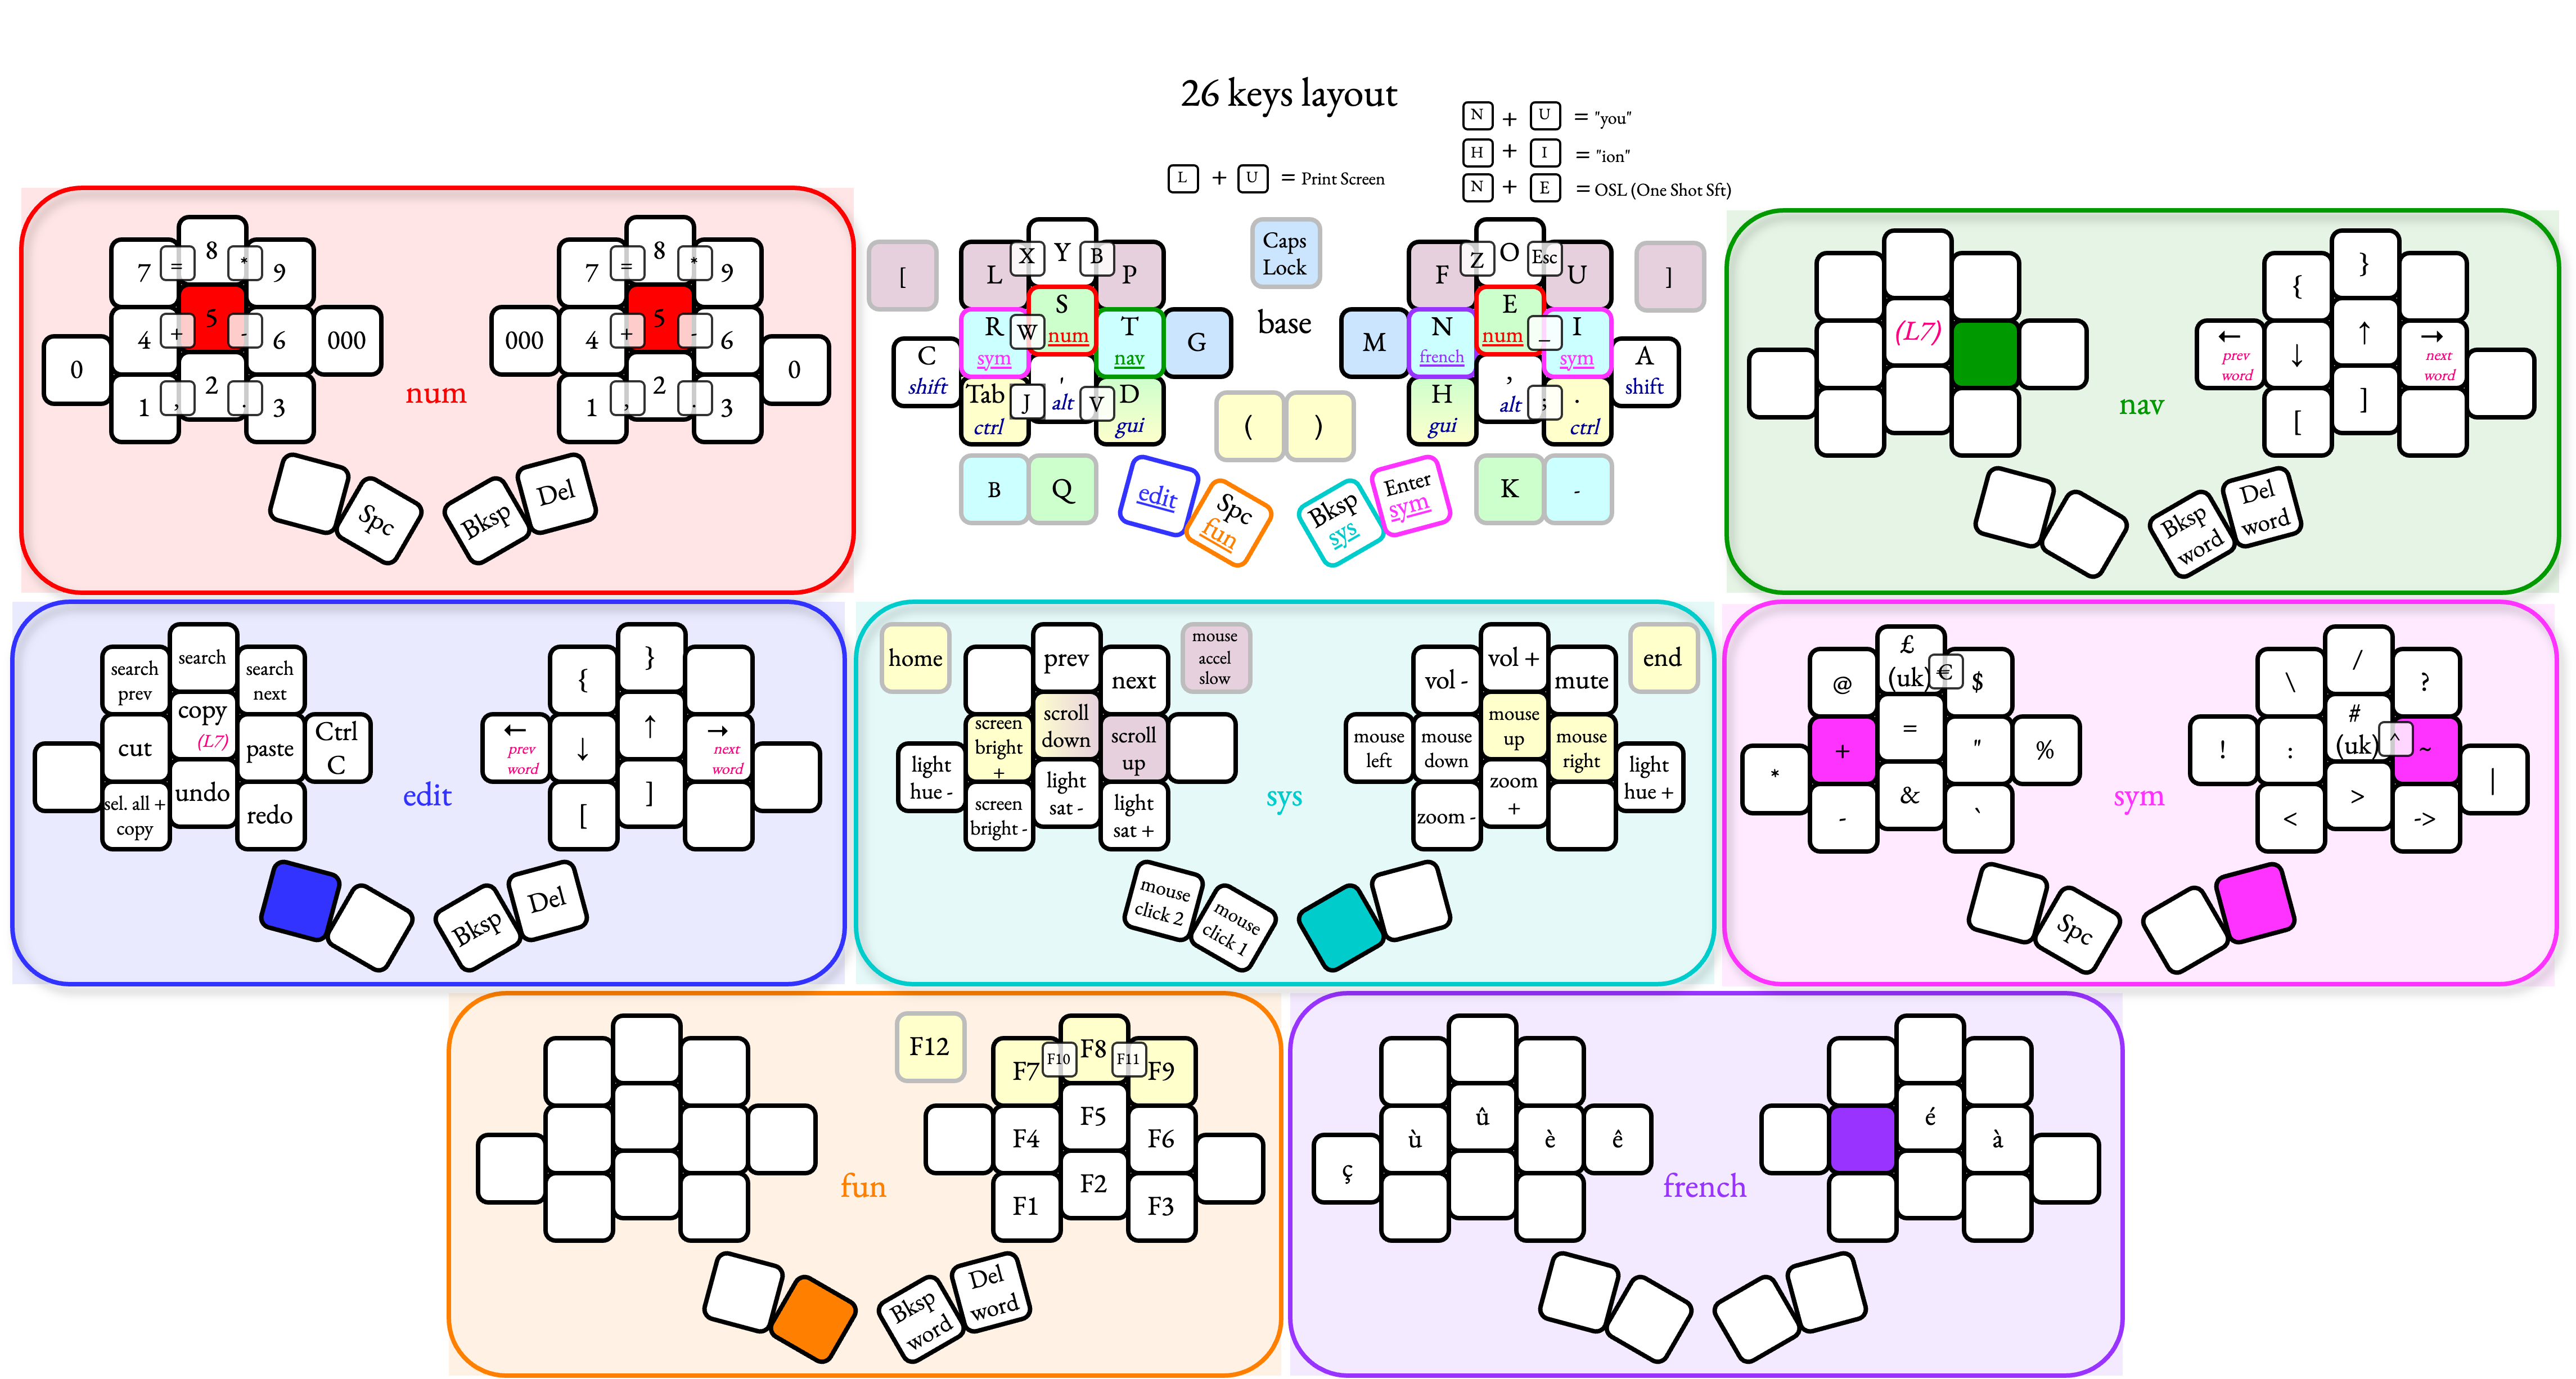 26 keys layout
N + U = "you"
H + I = "ion"
L + U = Print Screen
N + E = OSL (One Shot Sft)
7 = 8 * 9
4 + 5 - 6 000
0
1 , 2 . 3
Spc
num
7 = 8 * 9
000 4 + 5 - 6
0
1 , 2 . 3
Bksp Del
[
L X Y B P
R sym W S num T nav G
C shift
Tab ctrl J ' alt V D gui
B Q
edit Spc fun
Caps Lock
base
( )
F Z O Esc U
]
M N french E num _ I sym
A shift
H gui , alt ; . ctrl
K -
Bksp sys Enter sym
(L7)
nav
{ } 
← prev word ↓ ↑ → next word
[ ]
Bksp word Del word
search prev search search next
cut copy (L7) paste Ctrl C
sel. all + copy undo redo
edit
{ }
← prev word ↓ ↑ → next word
[ ]
Bksp Del
home
prev next
mouse accel slow
screen bright + scroll down scroll up
light hue -
screen bright - light sat - light sat +
mouse click 2 mouse click 1
sys
vol - vol + mute
end
mouse left mouse down mouse up mouse right
light hue +
zoom - zoom +
@ £ (uk) € $
+ = " %
*
- & `
Spc
sym
\ / ?
! : # (uk) ^ ~
|
< > ->
fun
F12
F7 F10 F8 F11 F9
F4 F5 F6
F1 F2 F3
Bksp word Del word
ù û è ê
ç
french
é à